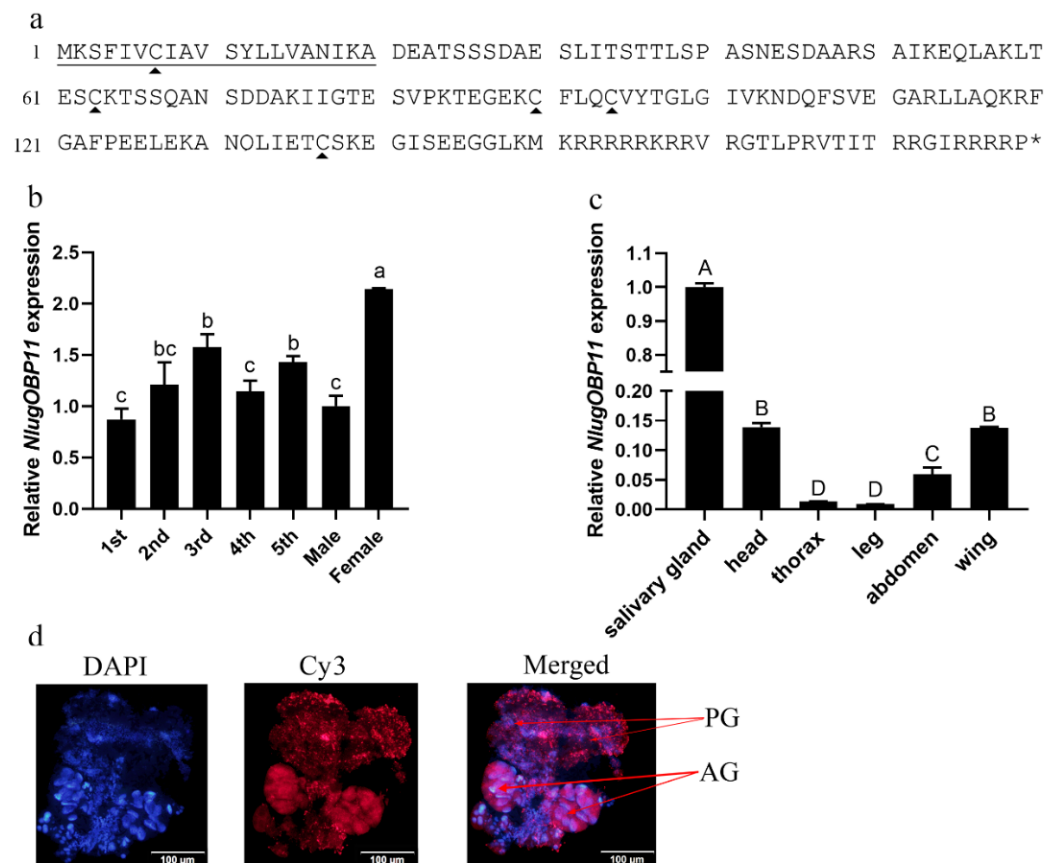 a
1 MKSFIVCIAV SYLLVANIKA DEATSSSDAE SLITSTTLSP ASNESDAARS AIKEQLAKLT
61 ESCKTSSQAN SDDAKIIGTE SVPKTEGEKC FLQCVYTGLG IVKNDQFSVE GARLLAQKRF
121 GAFPEELEKA NQLIETCSKE GISEEGGLKM KRRRRRKRRV RGTLPRVTIT RRGIRRRRP*
b
Relative NlugOBP11 expression
2.5
2.0
1.5
1.0
0.5
0.0
c
bc
b
c
b
c
a
1st
2nd
3rd
4th
5th
Male
Female
c
Relative NlugOBP11 expression
1.1
1.0
0.9
0.8
0.20
0.15
0.10
0.05
0.00
A
B
D
D
C
B
salivary gland
head
thorax
leg
abdomen
wing
d
DAPI Cy3 Merged
PG
AG
100 μm
100 μm
100 μm